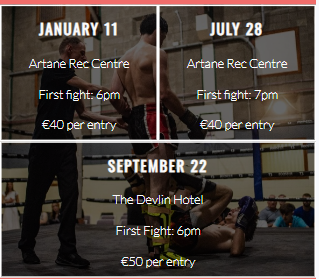 JANUARY 11
Artane Rec Centre
First fight: 6pm
€40 per entry
JULY 28
Artane Rec Centre
First fight: 7pm
€40 per entry
SEPTEMBER 22
The Devlin Hotel
First Fight: 6pm
€50 per entry